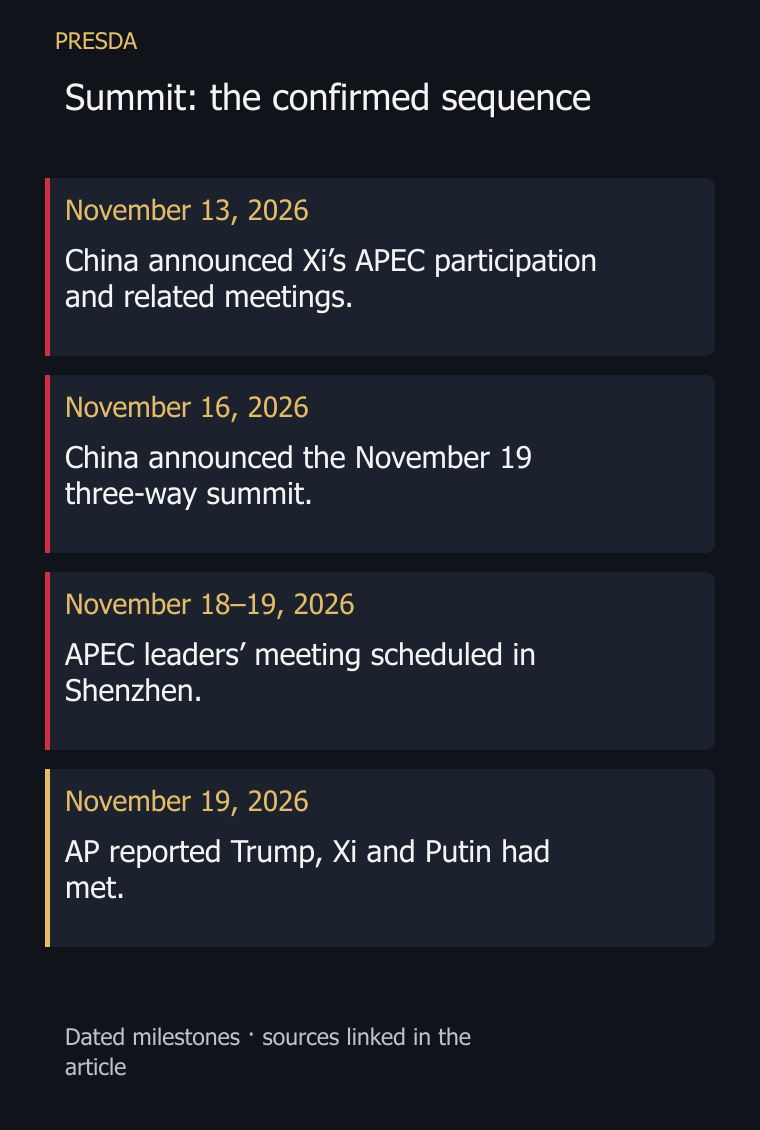 PRESDA
Summit: the confirmed sequence
November 13, 2026
China announced Xi’s APEC participation
and related meetings.
November 16, 2026
China announced the November 19
three-way summit.
November 18–19, 2026
APEC leaders’ meeting scheduled in
Shenzhen.
November 19, 2026
AP reported Trump, Xi and Putin had
met.
Dated milestones · sources linked in the
article